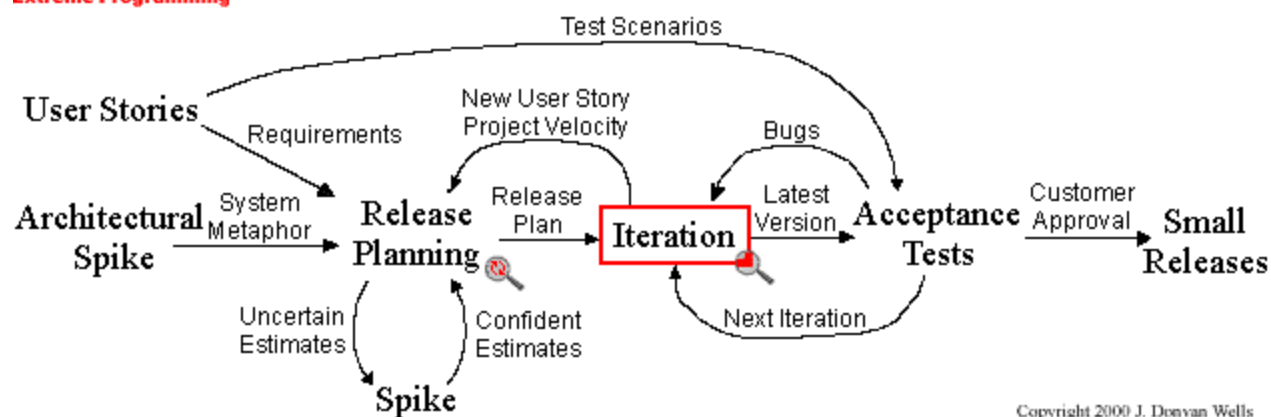 Extreme Programming
Test Scenarios
User Stories
Requirements
New User Story
Project Velocity
Bugs
Architectural
Spike
System
Metaphor
Release
Planning
Release
Plan
Iteration
Latest
Version
Acceptance
Tests
Customer
Approval
Small
Releases
Uncertain
Estimates
Confident
Estimates
Next Iteration
Spike
Copyright 2000 J. Donvan Wells